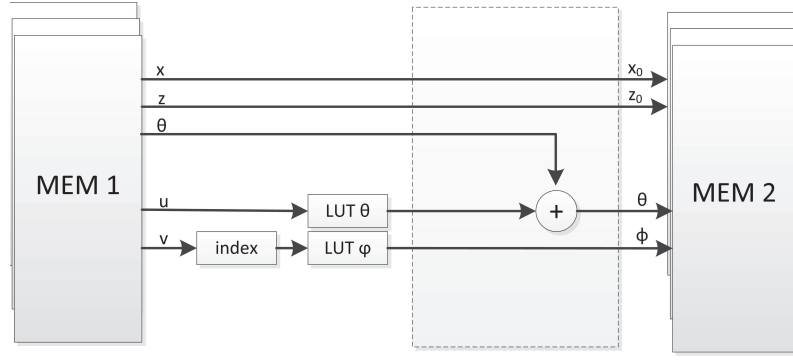 x
x₀
z
z₀
θ
MEM 1
MEM 2
u
LUT θ
+
θ
v
index
LUT φ
ϕ